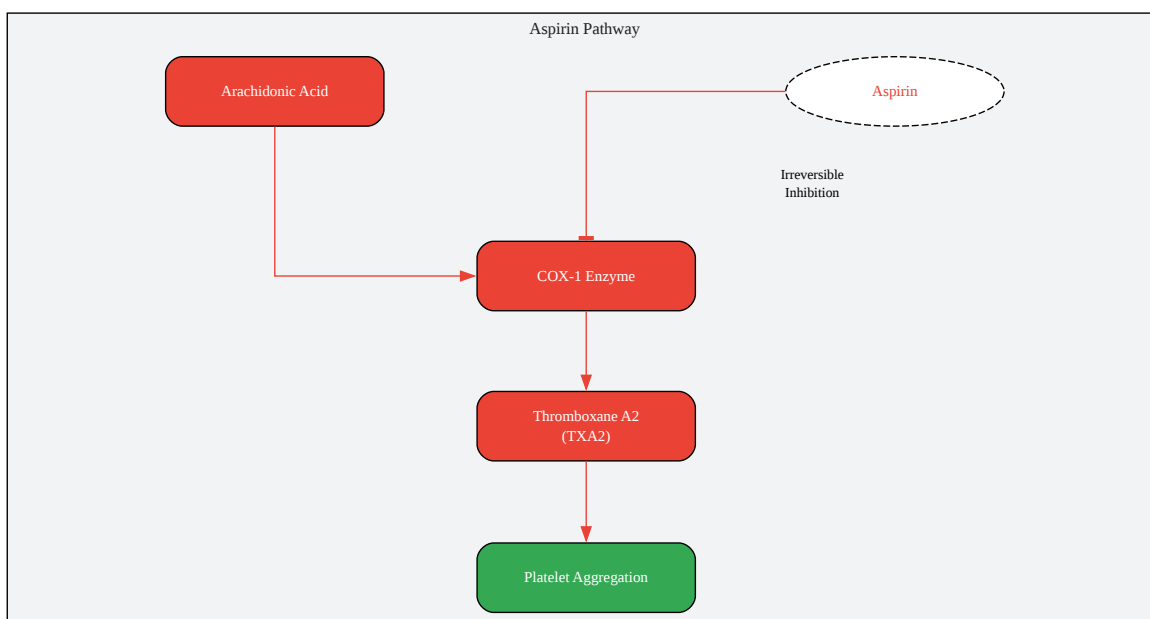 Aspirin Pathway
Arachidonic Acid
Aspirin
Irreversible
Inhibition
COX-1 Enzyme
Thromboxane A2
(TXA2)
Platelet Aggregation